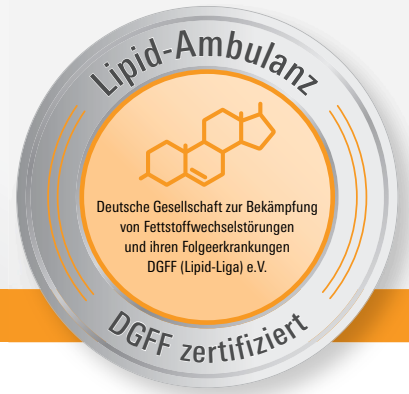 Lipid-Ambulanz
Deutsche Gesellschaft zur Bekämpfung
von Fettstoffwechselstörungen
und ihren Folgeerkrankungen
DGFF (Lipid-Liga) e.V.
DGFF zertifiziert